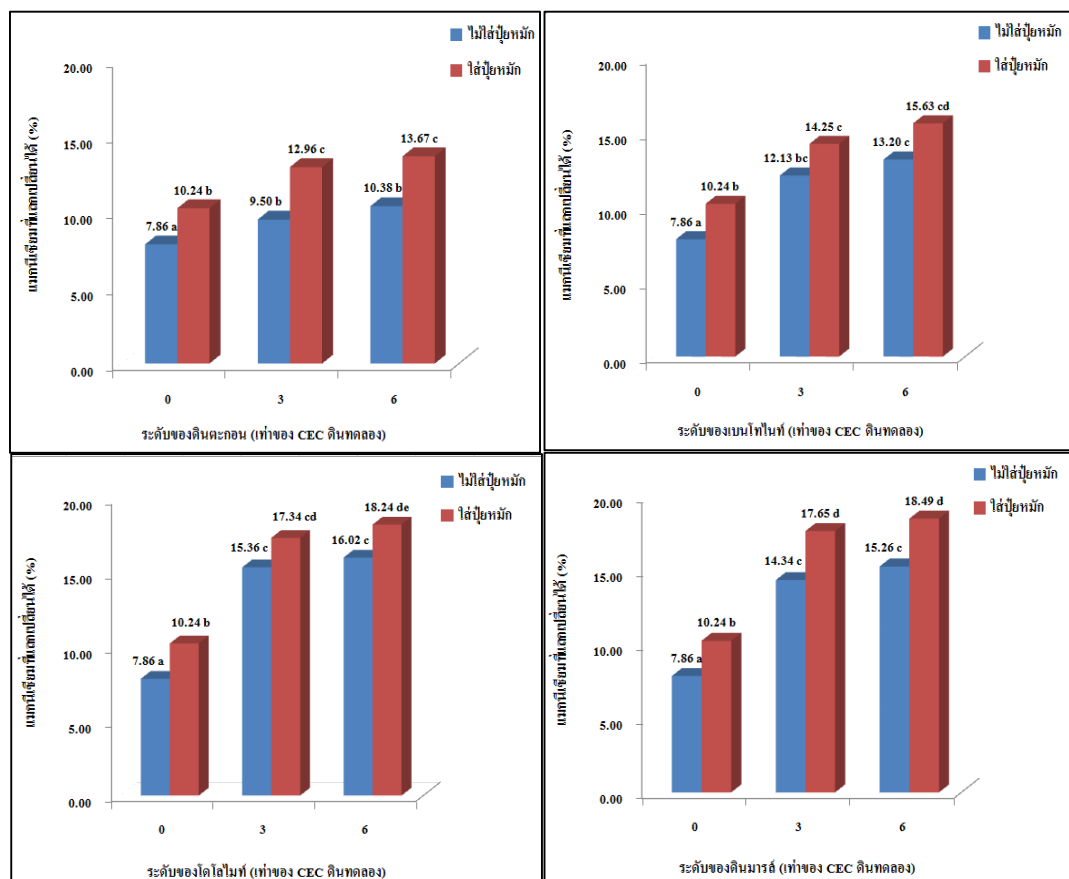 ไม่ใส่ปุ๋ยหมัก
ใส่ปุ๋ยหมัก
แมกนีเซียมที่แลกเปลี่ยนได้ (%)
20.00
15.00
10.00
5.00
0.00
7.86 a
10.24 b
9.50 b
12.96 c
10.38 b
13.67 c
0
3
6
ระดับของดินตะกอน (เท่าของ CEC ดินทดลอง)
ไม่ใส่ปุ๋ยหมัก
ใส่ปุ๋ยหมัก
แมกนีเซียมที่แลกเปลี่ยนได้ (%)
20.00
15.00
10.00
5.00
0.00
7.86 a
10.24 b
12.13 bc
14.25 c
13.20 c
15.63 cd
0
3
6
ระดับของเบนโทไนท์ (เท่าของ CEC ดินทดลอง)
ไม่ใส่ปุ๋ยหมัก
ใส่ปุ๋ยหมัก
แมกนีเซียมที่แลกเปลี่ยนได้ (%)
20.00
15.00
10.00
5.00
0.00
7.86 a
10.24 b
15.36 c
17.34 cd
16.02 c
18.24 de
0
3
6
ระดับของโดโลไมท์ (เท่าของ CEC ดินทดลอง)
ไม่ใส่ปุ๋ยหมัก
ใส่ปุ๋ยหมัก
แมกนีเซียมที่แลกเปลี่ยนได้ (%)
20.00
15.00
10.00
5.00
0.00
7.86 a
10.24 b
14.34 c
17.65 d
15.26 c
18.49 d
0
3
6
ระดับของดินมาร์ล์ (เท่าของ CEC ดินทดลอง)